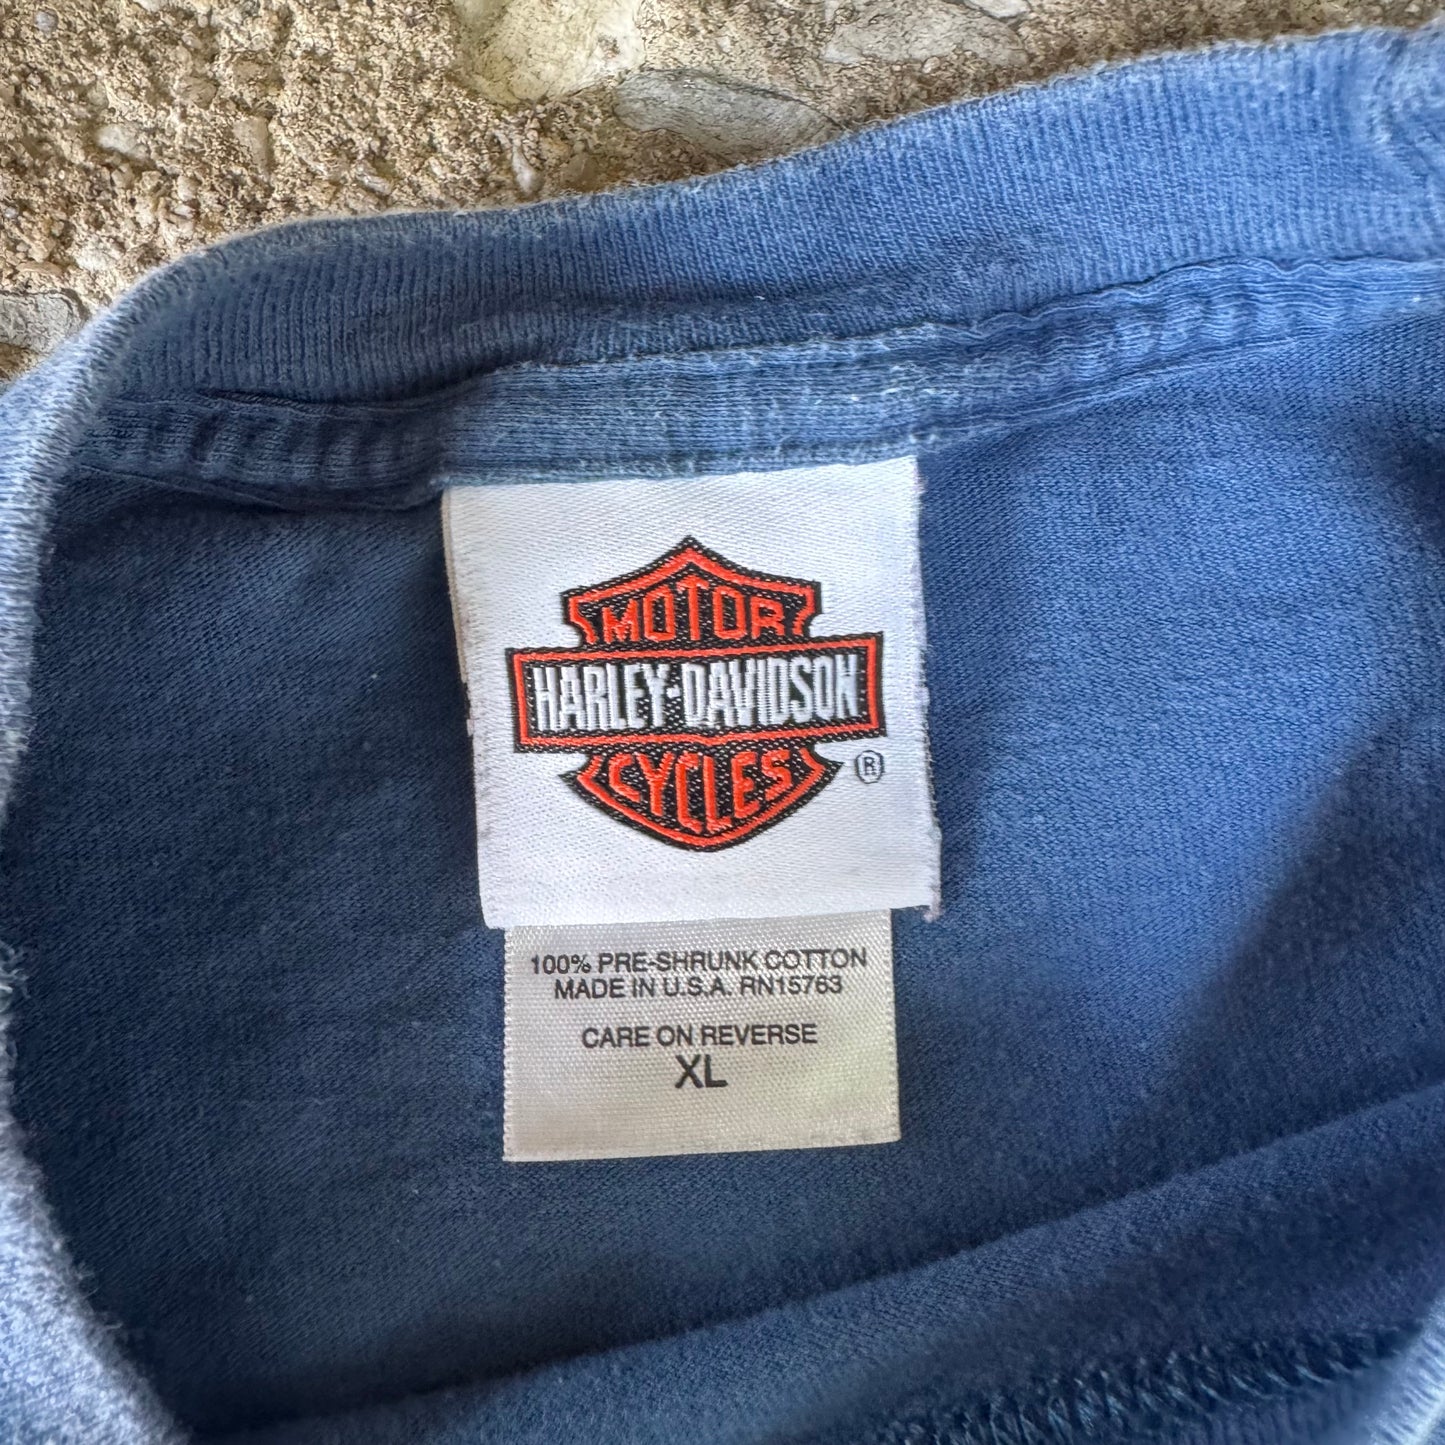 MOTOR
HARLEY-DAVIDSON
CYCLES
®
100% PRE-SHRUNK COTTON
MADE IN U.S.A. RN15763
CARE ON REVERSE
XL